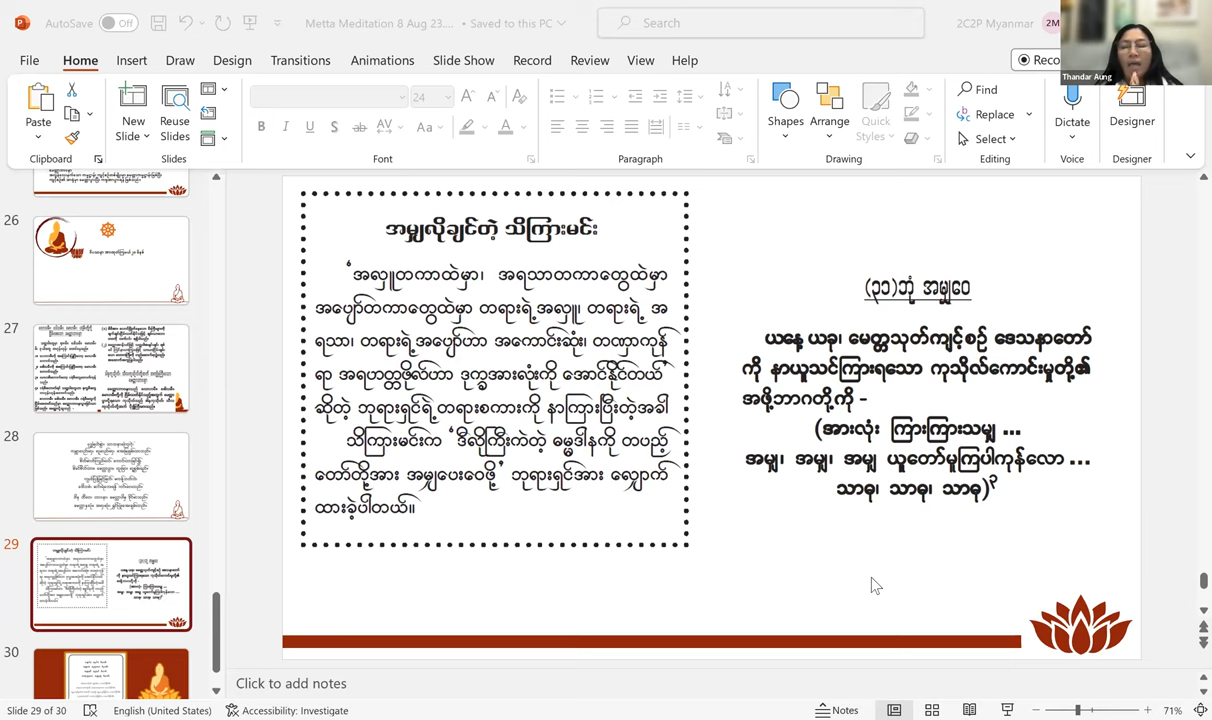 AutoSave Off Metta Meditation 8 Aug 23.... • Saved to this PC Search 2C2P Myanmar 2M
File Home Insert Draw Design Transitions Animations Slide Show Record Review View Help Reco
Thandar Aung
Paste New Slide Reuse Slides 24 Shapes Arrange Quick Styles Find Replace Select Dictate Designer
Clipboard Slides Font Paragraph Drawing Editing Voice Designer
26
27
28
29
30
အမျှလိုချင်တဲ့ သိကြားမင်း
‘အလှူတကာထဲမှာ၊ အရသာတကာတွေထဲမှာ
အပျော်တကာတွေထဲမှာ တရားရဲ့အလှူ၊ တရားရဲ့ အ
ရသာ၊ တရားရဲ့အပျော်ဟာ အကောင်းဆုံး၊ တဏှာကုန်
ရာ အရဟတ္တဖိုလ်ဟာ ဒုက္ခအားလုံးကို အောင်နိုင်တယ်’
ဆိုတဲ့ ဘုရားရှင်ရဲ့တရားစကားကို နာကြားပြီးတဲ့အခါ
သိကြားမင်းက ‘ဒီလိုကြီးကဲတဲ့ ဓမ္မဒါနကို တပည့်
တော်တို့အား အမျှပေးဝေဖို့’ ဘုရားရှင်အား လျှောက်
ထားခဲ့ပါတယ်။
(၃၁)ဘုံ အမျှဝေ
ယနေ့ ယခု၊ မေတ္တသုတ်ကျင့်စဉ် ဒေသနာတော်
ကို နာယူသင်ကြားရသော ကုသိုလ်ကောင်းမှုတို့၏
အဖို့ဘာဂတို့ကို -
(အားလုံး ကြားကြားသမျှ ...
အမျှ၊ အမျှ၊ အမျှ ယူတော်မူကြပါကုန်လော ...
သာဓု၊ သာဓု၊ သာဓု)၃
Click to add notes
Slide 29 of 30 English (United States) Accessibility: Investigate Notes 71%